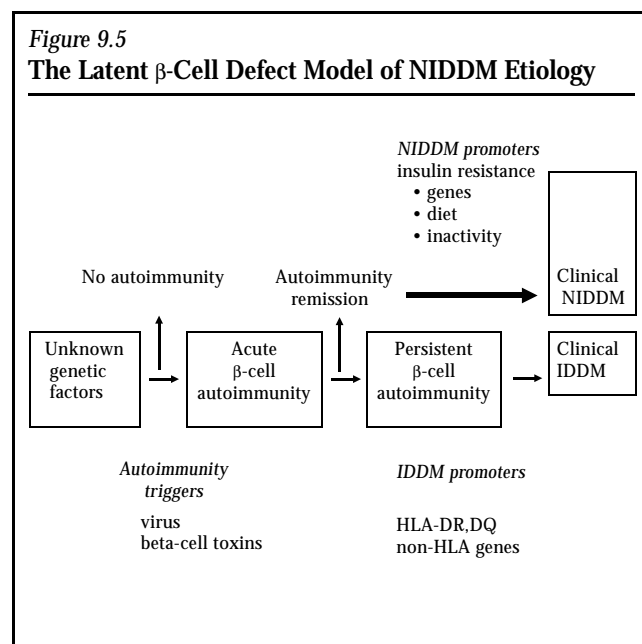 Figure 9.5
The Latent β-Cell Defect Model of NIDDM Etiology
NIDDM promoters
insulin resistance
• genes
• diet
• inactivity
No autoimmunity
Autoimmunity
remission
Clinical
NIDDM
Unknown
genetic
factors
Acute
β-cell
autoimmunity
Persistent
β-cell
autoimmunity
Clinical
IDDM
Autoimmunity
triggers
virus
beta-cell toxins
IDDM promoters
HLA-DR,DQ
non-HLA genes